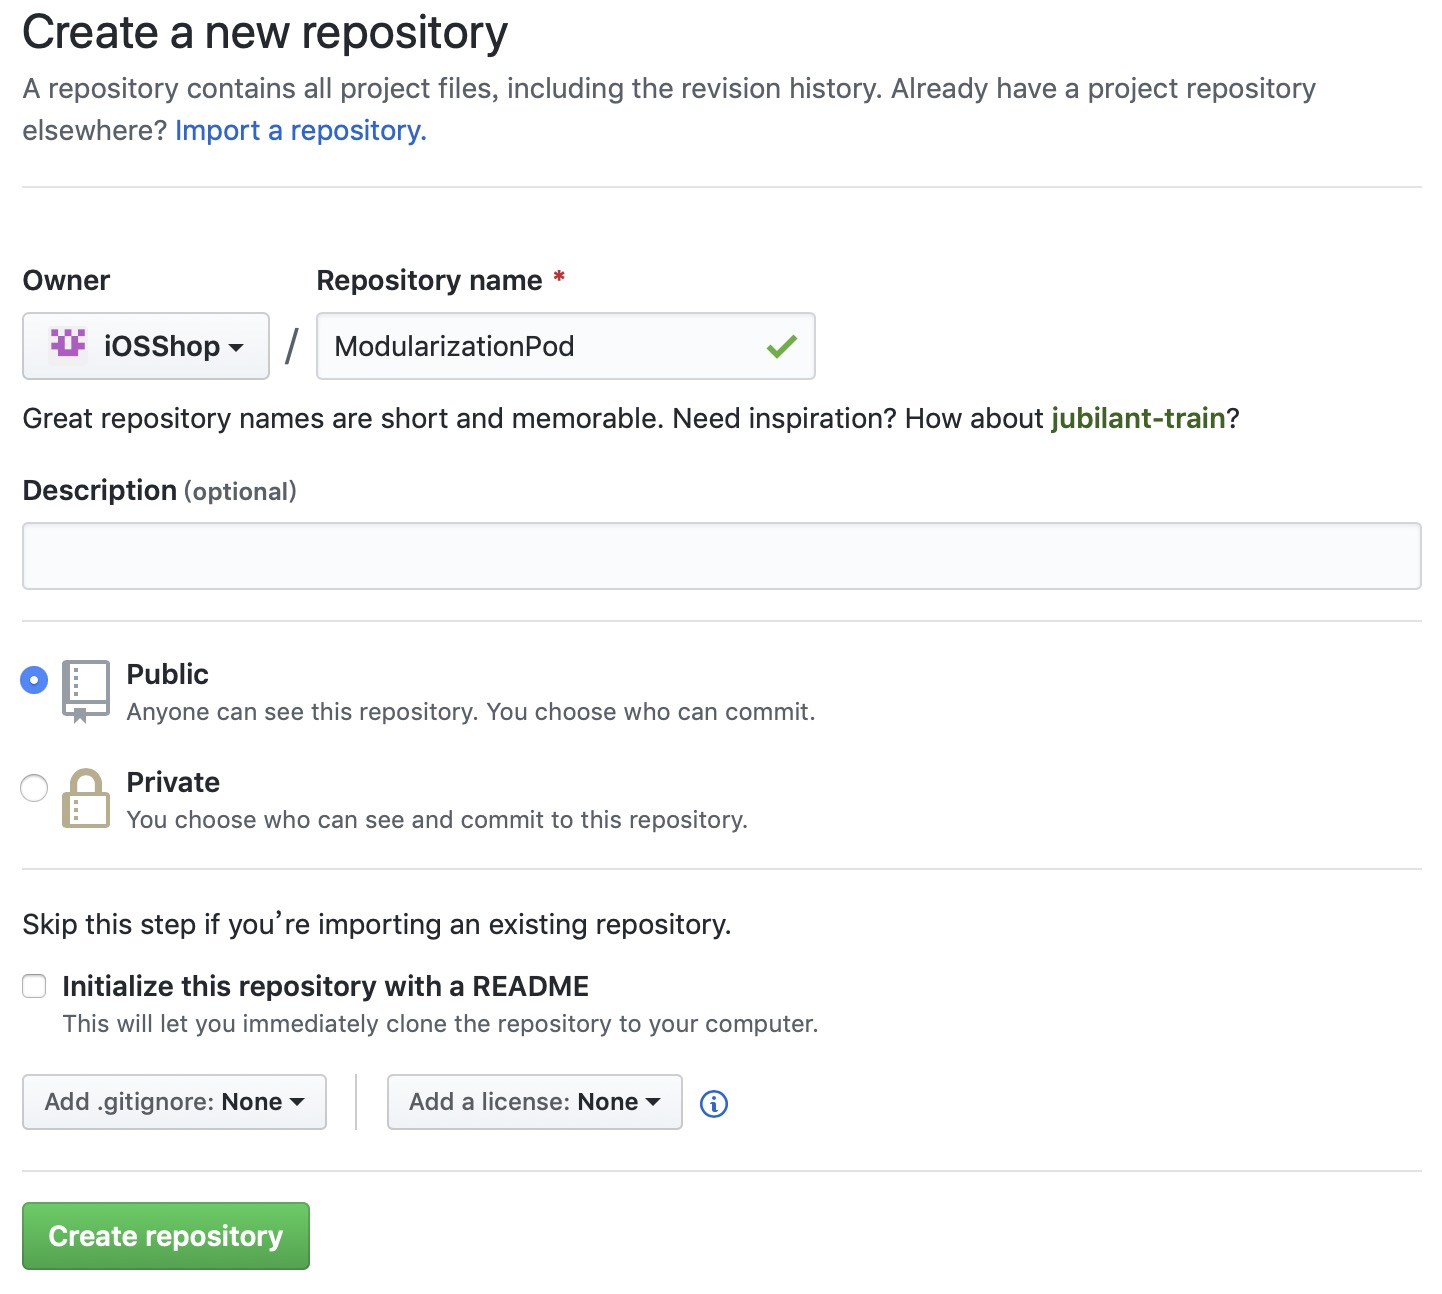 Create a new repository
A repository contains all project files, including the revision history. Already have a project repository
elsewhere? Import a repository.
Owner
Repository name *
iOSShop
/
ModularizationPod
Great repository names are short and memorable. Need inspiration? How about jubilant-train?
Description (optional)
Public
Anyone can see this repository. You choose who can commit.
Private
You choose who can see and commit to this repository.
Skip this step if you’re importing an existing repository.
Initialize this repository with a README
This will let you immediately clone the repository to your computer.
Add .gitignore: None
Add a license: None
Create repository